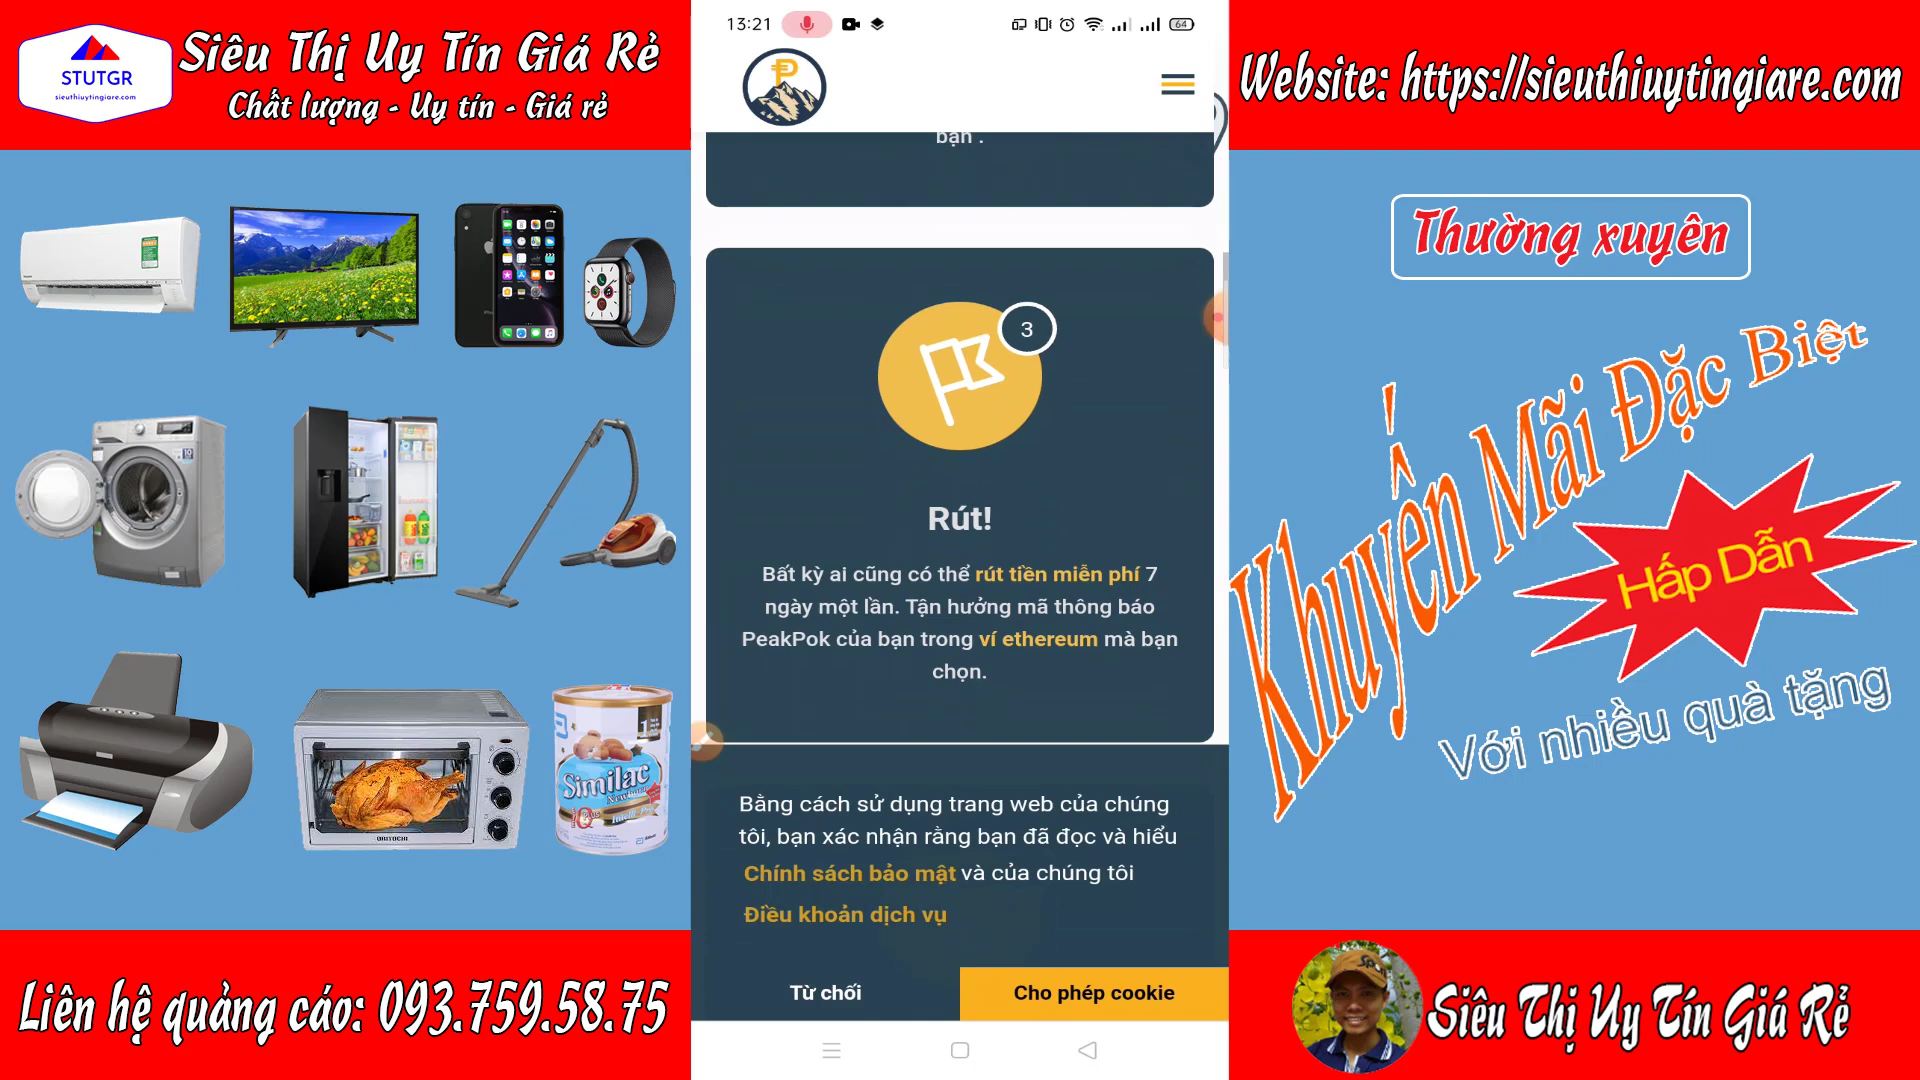 STUTGR
sieuthiuytingiare.com
Siêu Thị Uy Tín Giá Rẻ
Chất lượng - Uy tín - Giá rẻ
13:21
64
Website: https://sieuthiuytingiare.com
bạn .
3
Rút!
Bất kỳ ai cũng có thể rút tiền miễn phí 7
ngày một lần. Tận hưởng mã thông báo
PeakPok của bạn trong ví ethereum mà bạn
chọn.
Bằng cách sử dụng trang web của chúng
tôi, bạn xác nhận rằng bạn đã đọc và hiểu
Chính sách bảo mật và của chúng tôi
Điều khoản dịch vụ
Từ chối
Cho phép cookie
Thường xuyên
Khuyến Mãi Đặc Biệt
Hấp Dẫn
Với nhiều quà tặng
Similac
Liên hệ quảng cáo: 093.759.58.75
Siêu Thị Uy Tín Giá Rẻ